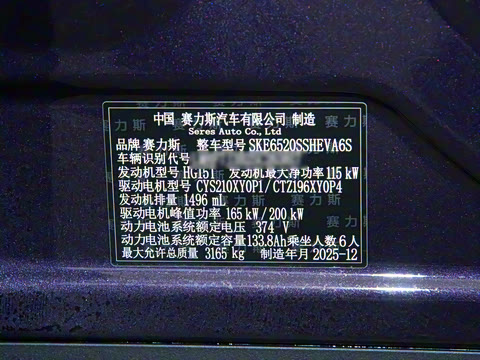 中国 赛力斯汽车有限公司 制造
Seres Auto Co., Ltd
品牌 赛力斯 整车型号 SKE6520SSHEVA6S
车辆识别代号
发动机型号 HG15T 发动机最大净功率 115 kW
驱动电机型号 CYS210XY0P1/CTZ196XY0P4
发动机排量 1496 mL
驱动电机峰值功率 165 kW/200 kW
动力电池系统额定电压 374 V
动力电池系统额定容量 133.8Ah 乘坐人数 6 人
最大允许总质量 3165 kg 制造年月 2025-12